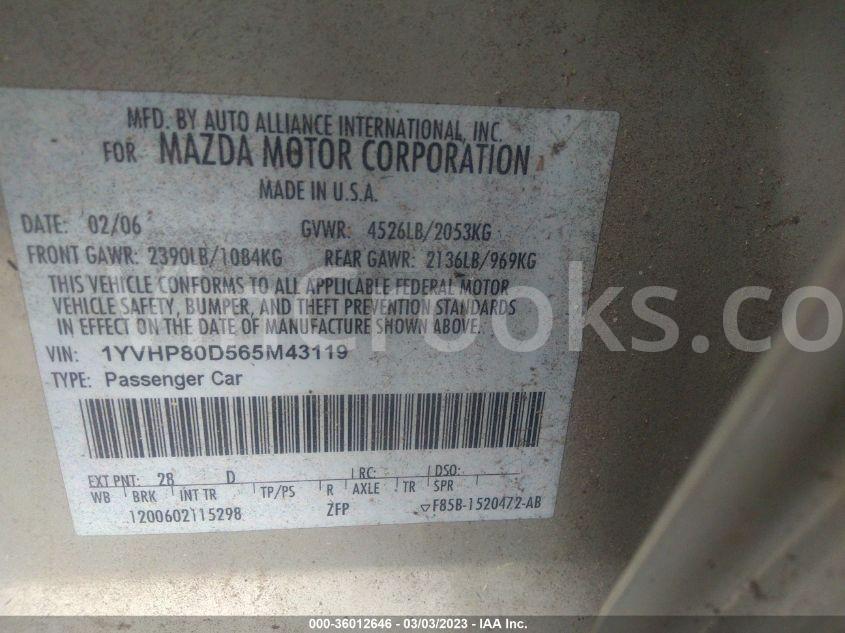 MFD. BY AUTO ALLIANCE INTERNATIONAL, INC.
FOR MAZDA MOTOR CORPORATION
MADE IN U.S.A.
DATE: 02/06 GVWR: 4526LB/2053KG
FRONT GAWR: 2390LB/1084KG REAR GAWR: 2136LB/969KG
THIS VEHICLE CONFORMS TO ALL APPLICABLE FEDERAL MOTOR
VEHICLE SAFETY, BUMPER, AND THEFT PREVENTION STANDARDS
IN EFFECT ON THE DATE OF MANUFACTURE SHOWN ABOVE.
VIN: 1YVHP80D565M43119
TYPE: Passenger Car
EXT PNT: 28 D RC: DSO:
WB BRK INT TR TP/PS R AXLE TR SPR
1200602115298 ZFP ▽F85B-1520472-AB
000-36012646 - 03/03/2023 - IAA Inc.